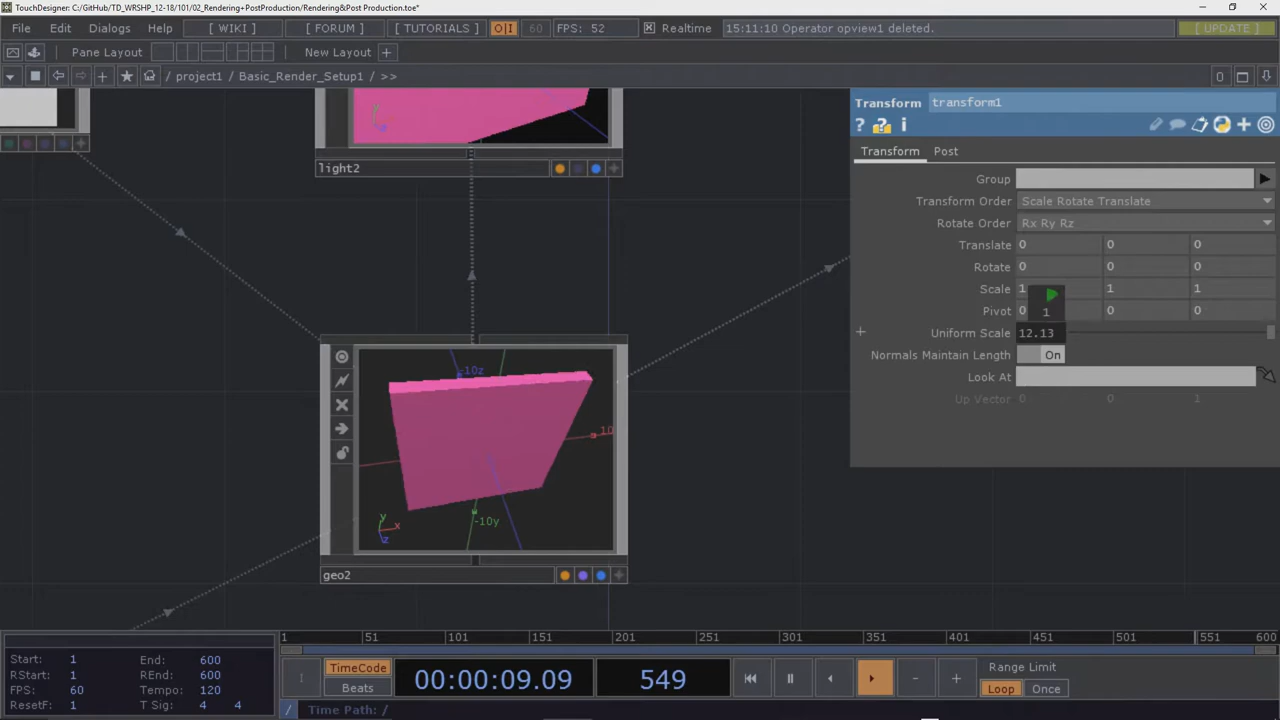 TouchDesigner: C:/GitHub/TD_WRSHP_12-18/101/02_Rendering+PostProduction/Rendering&Post Production.toe*
File Edit Dialogs [ WIKI ] [ FORUM ] [ TUTORIALS ] O|I 60 FPS: 52 Realtime 15:11:10 Operator opview1 deleted. [ UPDATE ]
Pane Layout New Layout +
/ project1 / Basic_Render_Setup1 / >> 0
Transform transform1
? ? i
Transform Post
Group
Transform Order Scale Rotate Translate
Rotate Order Rx Ry Rz
Translate 0 0 0
Rotate 0 0 0
Scale 1 1 1
Pivot 0 0 0
1
Uniform Scale 12.13
Normals Maintain Length On
Look At
Up Vector 0 0 1
y
light2
-10z
10
-10y
y
x
z
geo2
1 51 101 151 201 251 301 351 401 451 501 551 600
Start: 1 End: 600
RStart: 1 REnd: 600
FPS: 60 Tempo: 120
ResetF: 1 T Sig: 4 4
TimeCode
Beats
00:00:09.09
549
Range Limit
Loop Once
/ Time Path: /